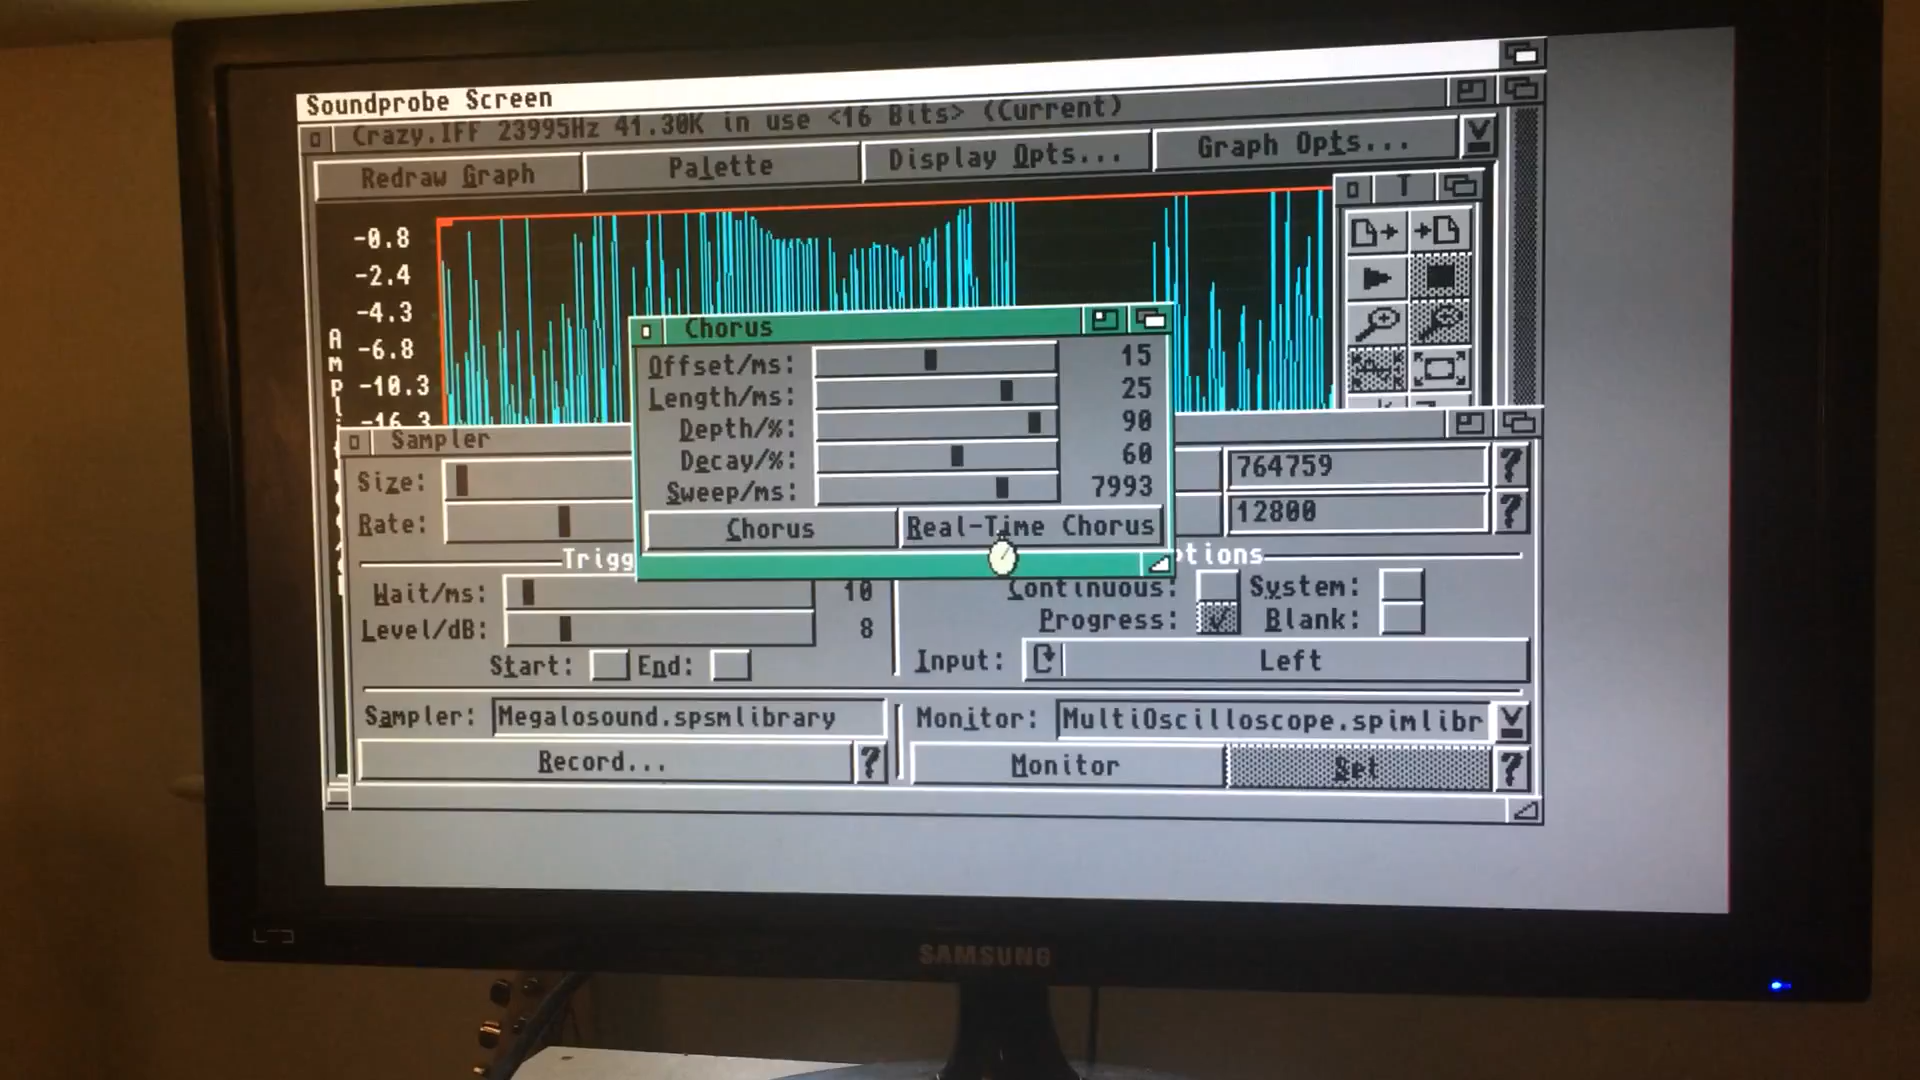 Soundprobe Screen
Crazy.IFF 23995Hz 41.30K in use <16 Bits> (Current)
Redraw Graph
Palette
Display Opts...
Graph Opts...
T
-0.8
-2.4
-4.3
-6.8
-10.3
-16.3
Chorus
Offset/ms: 15
Length/ms: 25
Depth/%: 90
Decay/%: 60
Sweep/ms: 7993
Chorus
Real-Time Chorus
Sampler
Size: 764759 ?
Rate: 12800 ?
Trigg
ptions
Wait/ms: 10
Level/dB: 8
Start: End:
Continuous: System:
Progress: Blank:
Input: Left
Sampler: Megalosound.spsmlibrary
Monitor: MultiOscilloscope.spimlibr
Record... ?
Monitor
Set ?
SAMSUNG